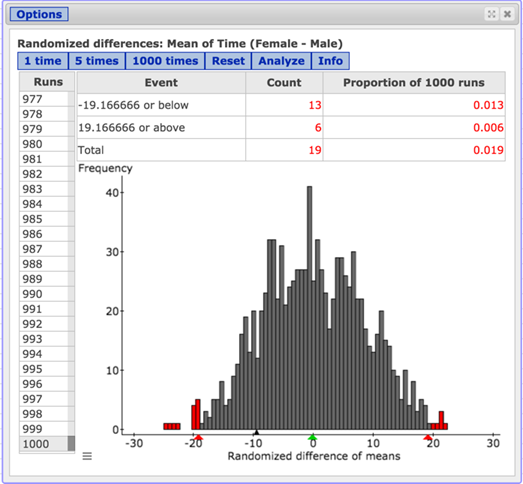 Options
Randomized differences: Mean of Time (Female - Male)
1 time 5 times 1000 times Reset Analyze Info
Runs Event Count Proportion of 1000 runs
-19.166666 or below 13 0.013
19.166666 or above 6 0.006
Total 19 0.019
977
978
979
980
981
982
983
984
985
986
987
988
989
990
991
992
993
994
995
996
997
998
999
1000
Frequency
40
30
20
10
0
-30 -20 -10 0 10 20 30
Randomized difference of means